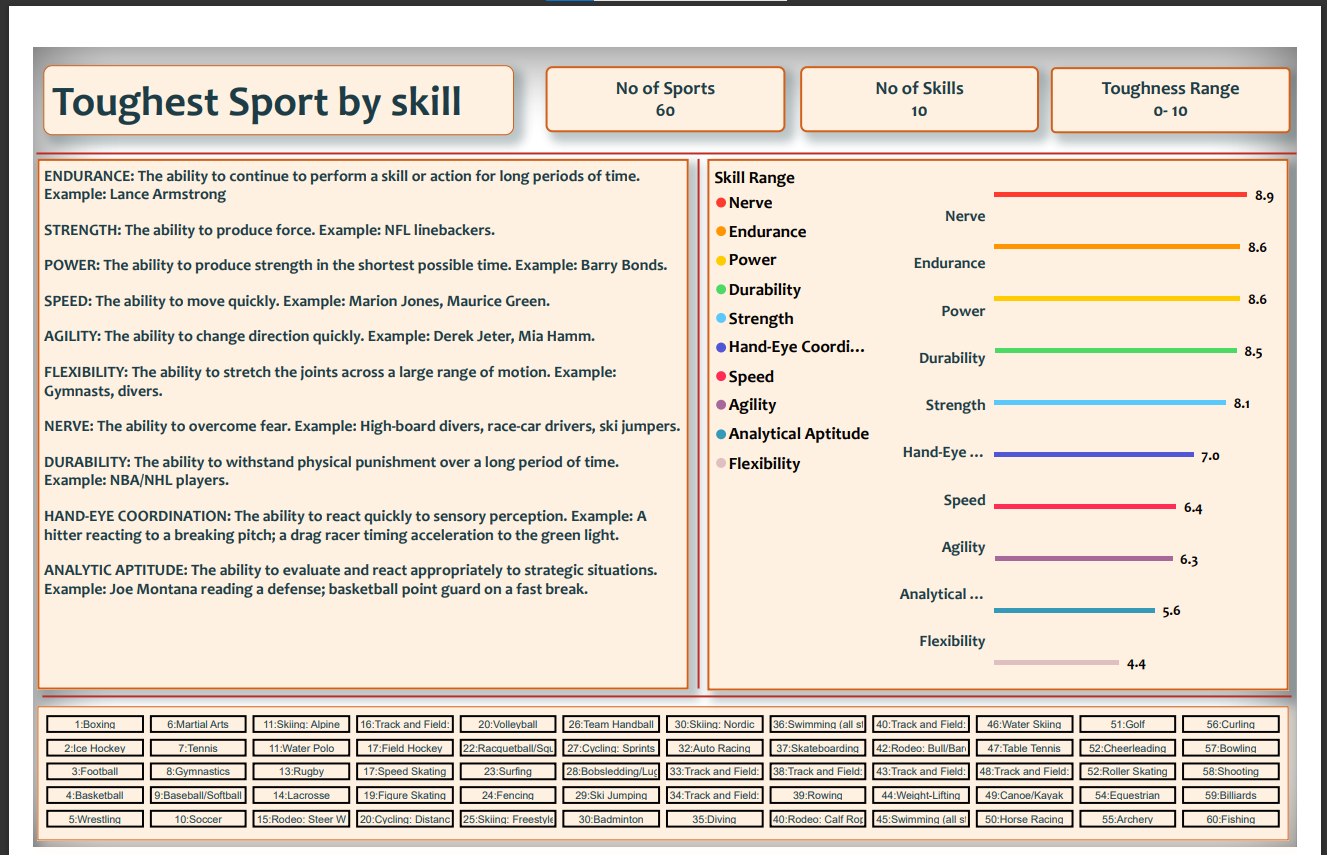 Toughest Sport by skill
No of Sports
60
No of Skills
10
Toughness Range
0- 10
ENDURANCE: The ability to continue to perform a skill or action for long periods of time.
Example: Lance Armstrong
STRENGTH: The ability to produce force. Example: NFL linebackers.
POWER: The ability to produce strength in the shortest possible time. Example: Barry Bonds.
SPEED: The ability to move quickly. Example: Marion Jones, Maurice Green.
AGILITY: The ability to change direction quickly. Example: Derek Jeter, Mia Hamm.
FLEXIBILITY: The ability to stretch the joints across a large range of motion. Example:
Gymnasts, divers.
NERVE: The ability to overcome fear. Example: High-board divers, race-car drivers, ski jumpers.
DURABILITY: The ability to withstand physical punishment over a long period of time.
Example: NBA/NHL players.
HAND-EYE COORDINATION: The ability to react quickly to sensory perception. Example: A
hitter reacting to a breaking pitch; a drag racer timing acceleration to the green light.
ANALYTIC APTITUDE: The ability to evaluate and react appropriately to strategic situations.
Example: Joe Montana reading a defense; basketball point guard on a fast break.
Skill Range
Nerve
Endurance
Power
Durability
Strength
Hand-Eye Coordi...
Speed
Agility
Analytical Aptitude
Flexibility
Nerve 8.9
Endurance 8.6
Power 8.6
Durability 8.5
Strength 8.1
Hand-Eye ... 7.0
Speed 6.4
Agility 6.3
Analytical ... 5.6
Flexibility 4.4
1:Boxing 6:Martial Arts 11:Skiing: Alpine 16:Track and Field: 20:Volleyball 26:Team Handball 30:Skiing: Nordic 36:Swimming (all st 40:Track and Field: 46:Water Skiing 51:Golf 56:Curling
2:Ice Hockey 7:Tennis 11:Water Polo 17:Field Hockey 22:Racquetball/Squ 27:Cycling: Sprints 32:Auto Racing 37:Skateboarding 42:Rodeo: Bull/Bare 47:Table Tennis 52:Cheerleading 57:Bowling
3:Football 8:Gymnastics 13:Rugby 17:Speed Skating 23:Surfing 28:Bobsledding/Lug 33:Track and Field: 38:Track and Field: 43:Track and Field: 48:Track and Field: 52:Roller Skating 58:Shooting
4:Basketball 9:Baseball/Softball 14:Lacrosse 19:Figure Skating 24:Fencing 29:Ski Jumping 34:Track and Field: 39:Rowing 44:Weight-Lifting 49:Canoe/Kayak 54:Equestrian 59:Billiards
5:Wrestling 10:Soccer 15:Rodeo: Steer W 20:Cycling: Distanc 25:Skiing: Freestyle 30:Badminton 35:Diving 40:Rodeo: Calf Rop 45:Swimming (all st 50:Horse Racing 55:Archery 60:Fishing